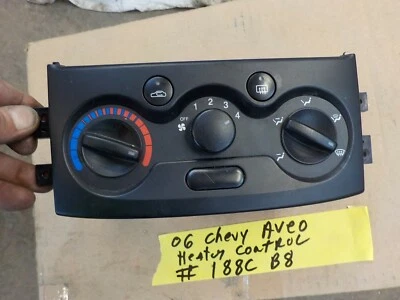 1 2 3 4
OFF
06 Chevy Aveo
Heater CONTROL
# 188C B8